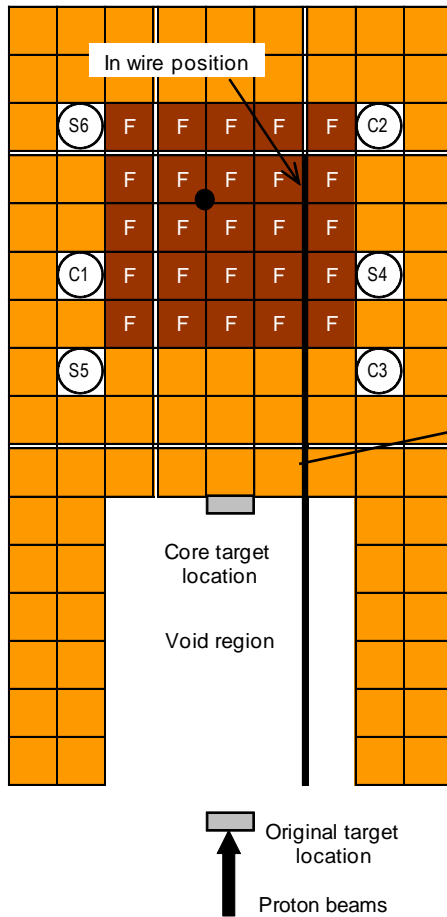 In wire position
S6 F F F F F C2
F F F F F
F F F F F
C1 F F F F F S4
F F F F F
S5 C3
Core target
location
Void region
Original target
location
Proton beams